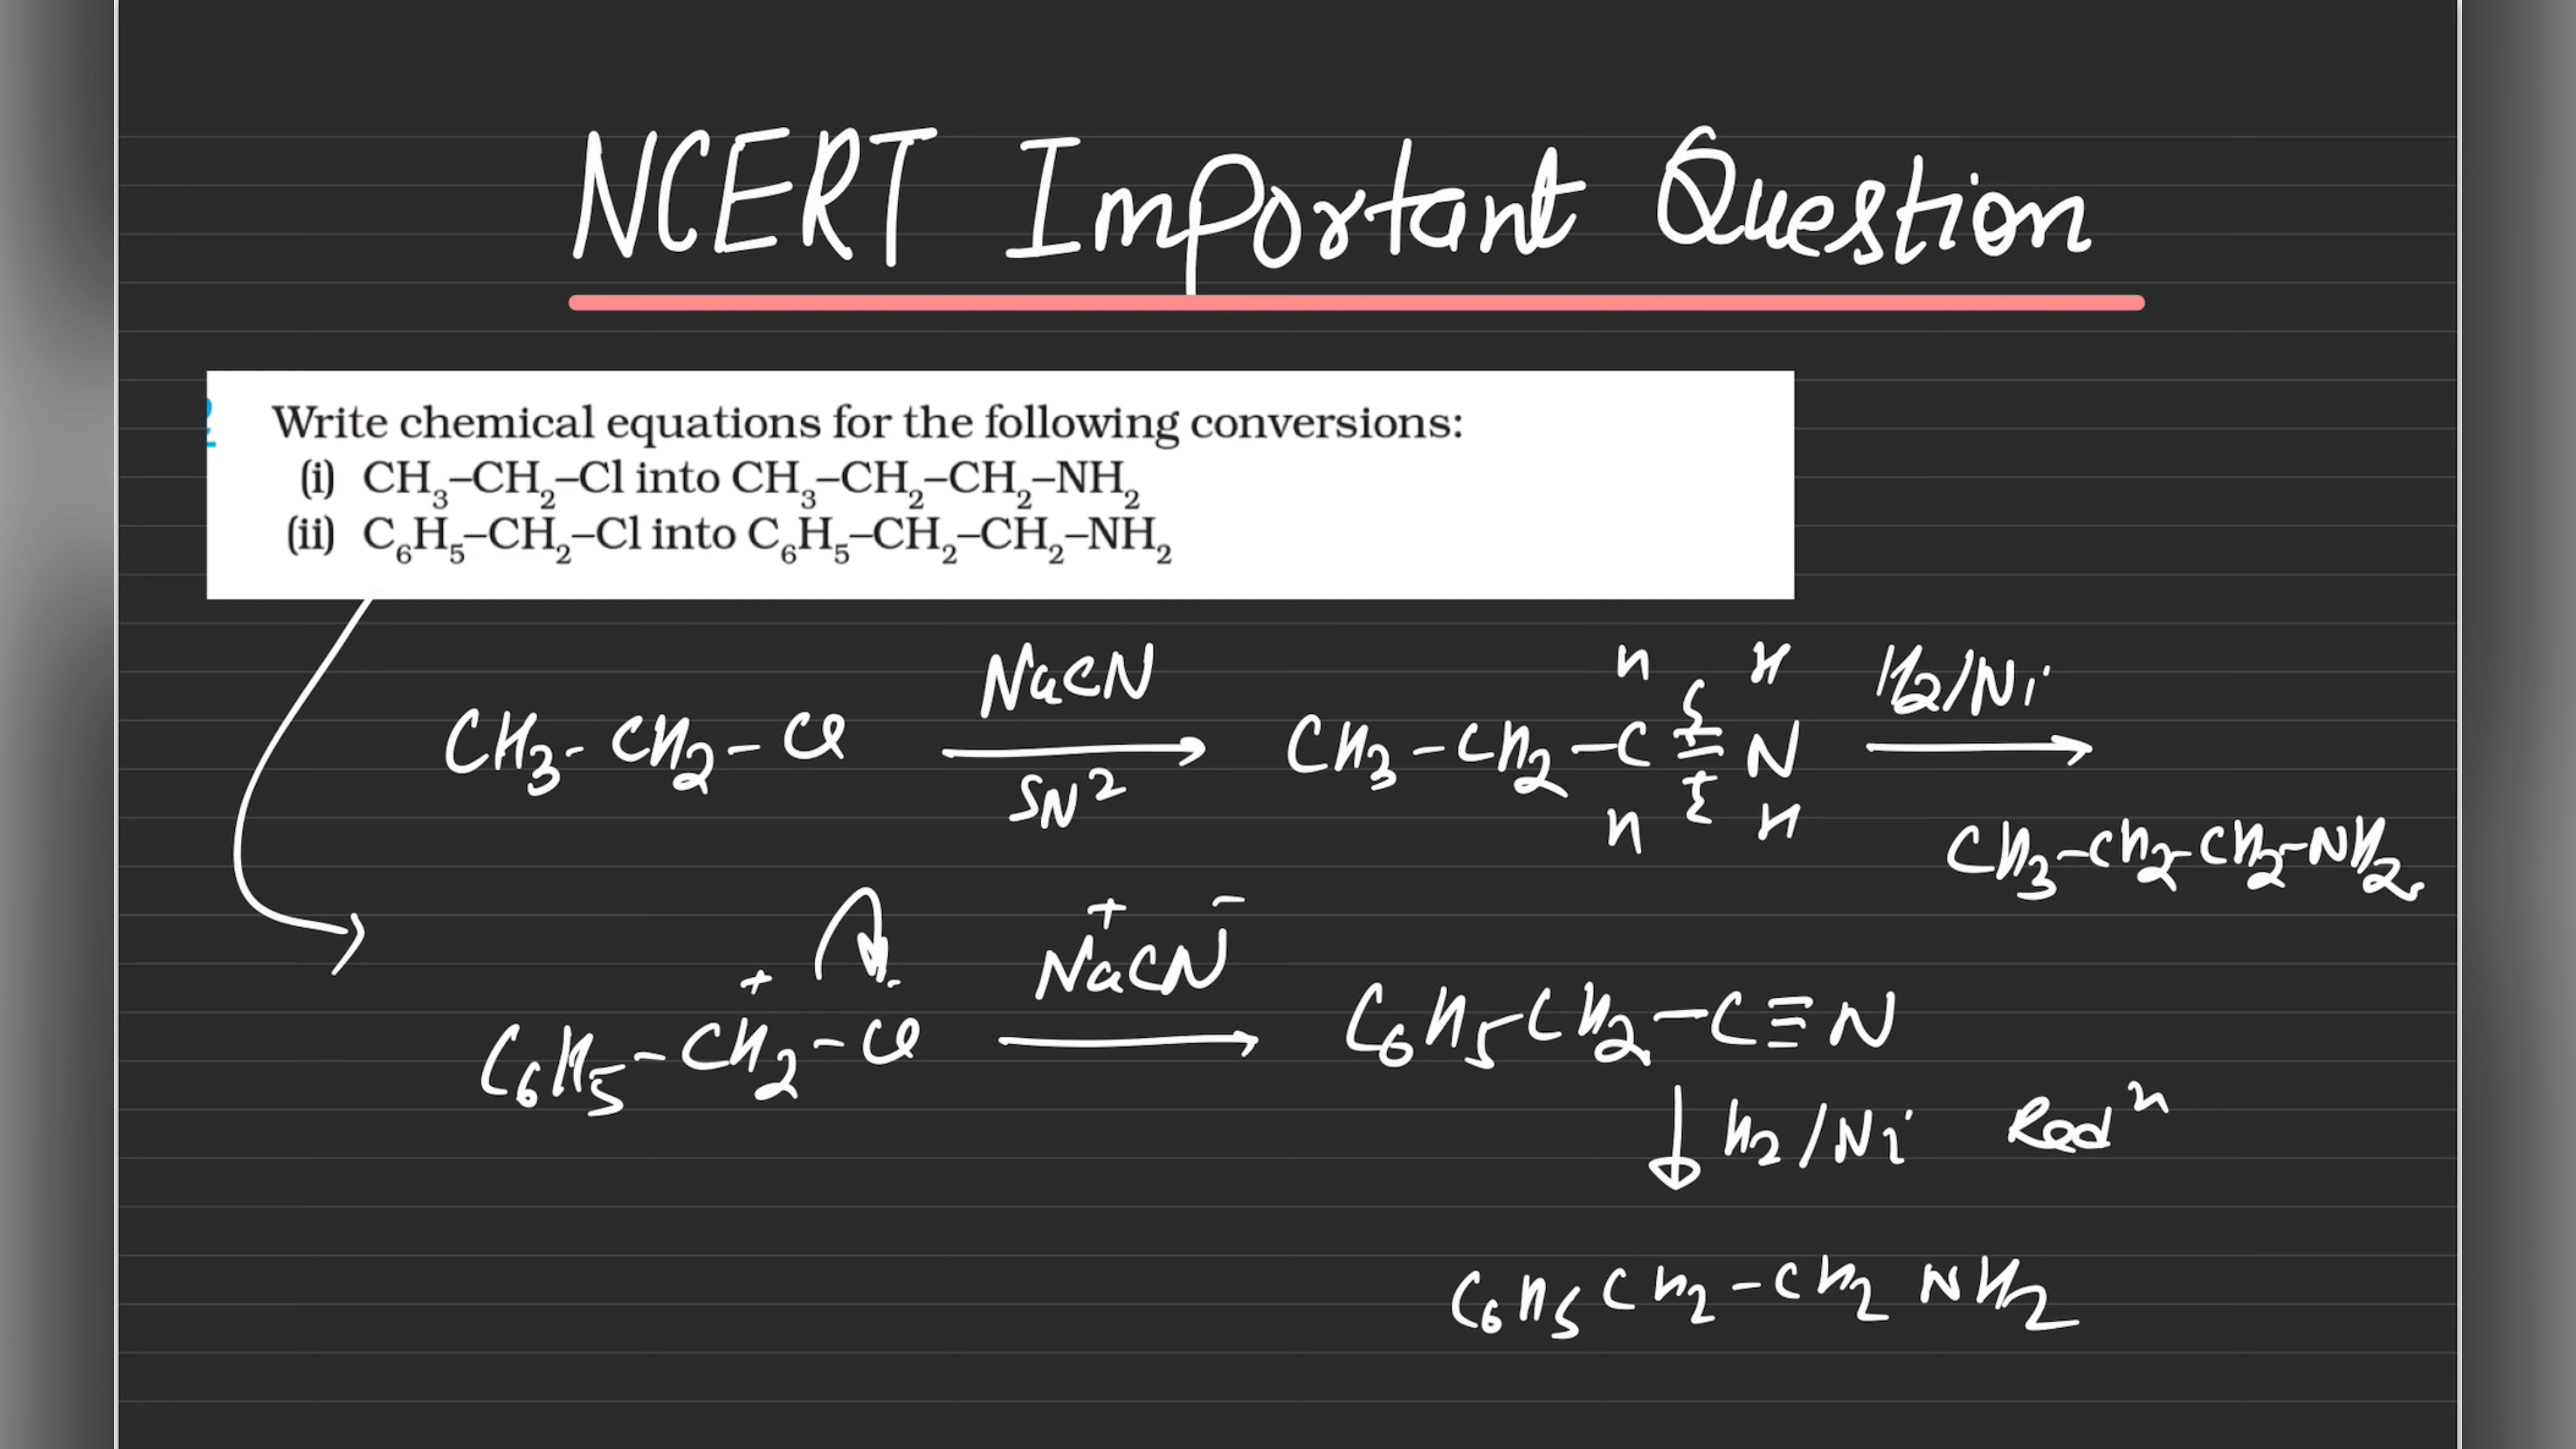 NCERT Important Question
Write chemical equations for the following conversions:
(i) CH₃–CH₂–Cl into CH₃–CH₂–CH₂–NH₂
(ii) C₆H₅–CH₂–Cl into C₆H₅–CH₂–CH₂–NH₂
H H
NaCN H₂/Ni
CH₃-CH₂-Cl → CH₃-CH₂-C≡N →
SN²
H H
CH₃-CH₂-CH₂-NH₂
+ -
+ - NaCN
C₆H₅-CH₂-Cl → C₆H₅CH₂-C≡N
↓ H₂/Ni Redⁿ
C₆H₅CH₂-CH₂NH₂